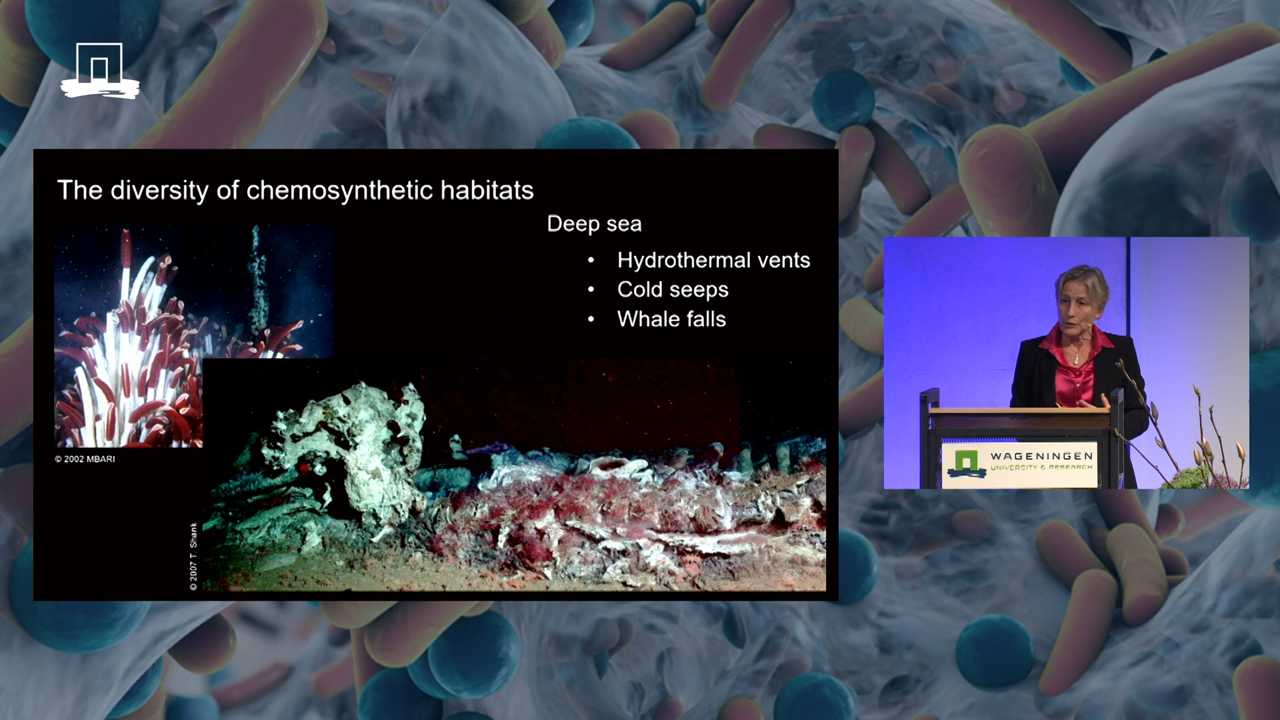 The diversity of chemosynthetic habitats
Deep sea
• Hydrothermal vents
• Cold seeps
• Whale falls
© 2002 MBARI
© 2007 T. Shank
WAGENINGEN
UNIVERSITY & RESEARCH